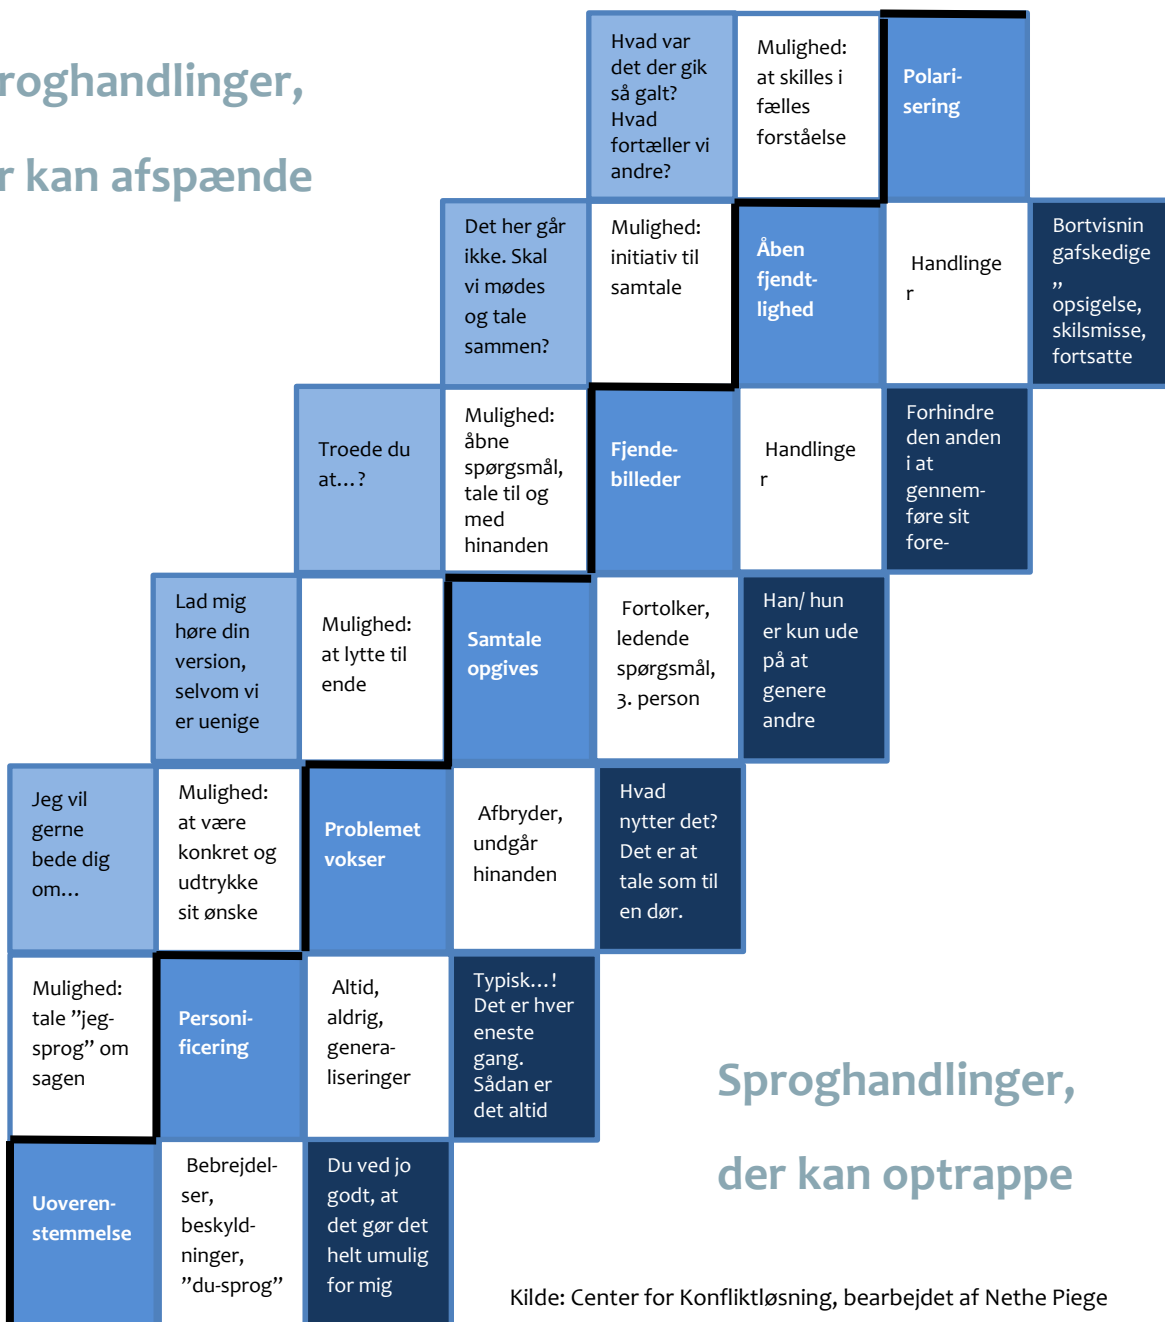 roghandlinger,
r kan afspænde
Hvad var
det der gik
så galt?
Hvad
fortæller vi
andre?
Mulighed:
at skilles i
fælles
forståelse
Polari-
sering
Det her går
ikke. Skal
vi mødes
og tale
sammen?
Mulighed:
initiativ til
samtale
Åben
fjendt-
lighed
Handlinge
r
Bortvisnin
gafskedige
”
opsigelse,
skilsmisse,
fortsatte
Troede du
at…?
Mulighed:
åbne
spørgsmål,
tale til og
med
hinanden
Fjende-
billeder
Handlinge
r
Forhindre
den anden
i at
gennem-
føre sit
fore-
Lad mig
høre din
version,
selvom vi
er uenige
Mulighed:
at lytte til
ende
Samtale
opgives
Fortolker,
ledende
spørgsmål,
3. person
Han/ hun
er kun ude
på at
genere
andre
Jeg vil
gerne
bede dig
om…
Mulighed:
at være
konkret og
udtrykke
sit ønske
Problemet
vokser
Afbryder,
undgår
hinanden
Hvad
nytter det?
Det er at
tale som til
en dør.
Mulighed:
tale ”jeg-
sprog” om
sagen
Personi-
ficering
Altid,
aldrig,
genera-
liseringer
Typisk…!
Det er hver
eneste
gang.
Sådan er
det altid
Sproghandlinger,
der kan optrappe
Uoveren-
stemmelse
Bebrejdel-
ser,
beskyld-
ninger,
”du-sprog”
Du ved jo
godt, at
det gør det
helt umulig
for mig
Kilde: Center for Konfliktløsning, bearbejdet af Nethe Piege